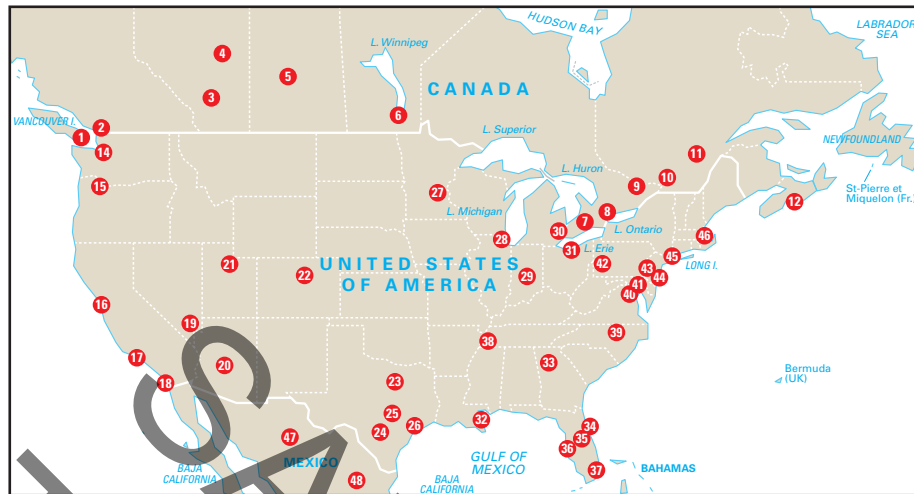 HUDSON BAY
LABRADOR
SEA
L. Winnipeg
4
5
CANADA
3
6
VANCOUVER I.
2
1
L. Superior
NEWFOUNDLAND
14
11
L. Huron
10
9
15
27
St-Pierre et
Miquelon (Fr.)
12
L. Michigan
8
7
L. Ontario
30
28
46
31
L. Erie
45
LONG I.
21
22
UNITED STATES
OF AMERICA
29
42
43
44
41
40
16
19
39
38
17
20
33
18
23
Bermuda
(UK)
25
24
26
32
34
35
36
47
MEXICO
GULF OF
MEXICO
37
BAHAMAS
BAJA
CALIFORNIA
48
BAJA
CALIFORNIA